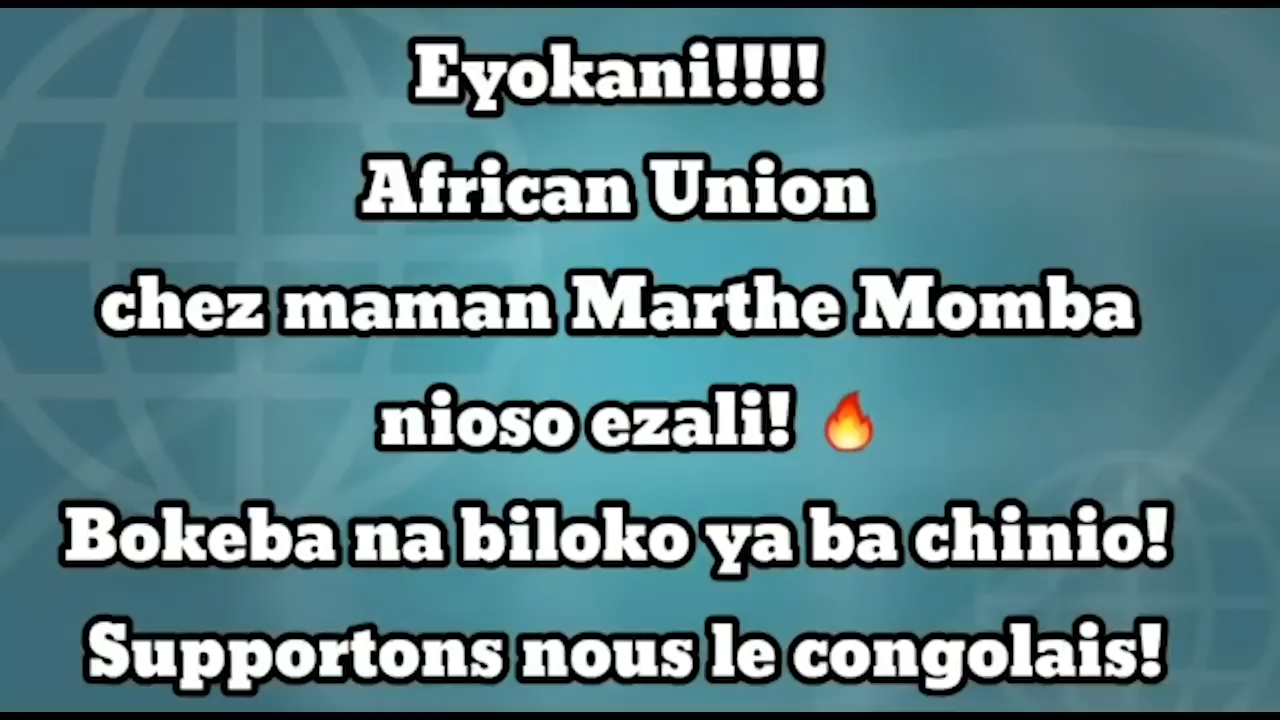 Eyokani!!!!
African Union
chez maman Marthe Momba
nioso ezali! 🔥
Bokeba na biloko ya ba chinio!
Supportons nous le congolais!